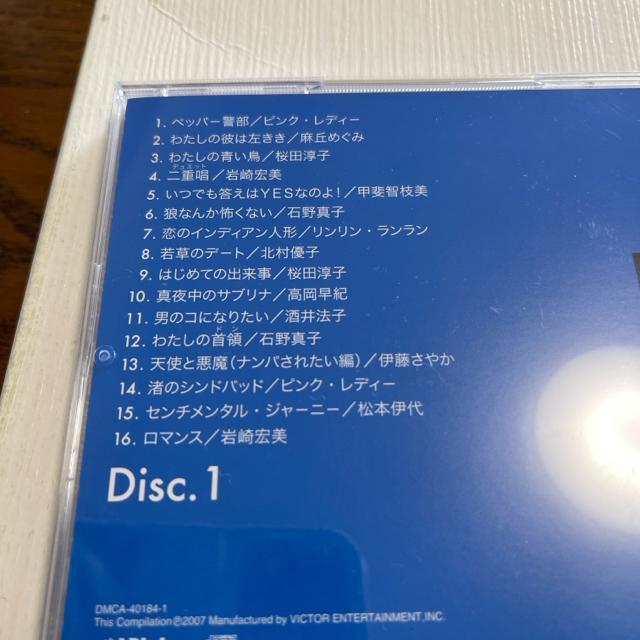 1. ペッパー警部／ピンク・レディー
2. わたしの彼は左きき／麻丘めぐみ
3. わたしの青い鳥／桜田淳子
デュエット
4. 二重唱／岩崎宏美
5. いつでも答えはYESなのよ！／甲斐智枝美
6. 狼なんか怖くない／石野真子
7. 恋のインディアン人形／リンリン・ランラン
8. 若草のデート／北村優子
9. はじめての出来事／桜田淳子
10. 真夜中のサブリナ／高岡早紀
11. 男のコになりたい／酒井法子
ドン
12. わたしの首領／石野真子
13. 天使と悪魔（ナンパされたい編）／伊藤さやか
14. 渚のシンドバッド／ピンク・レディー
15. センチメンタル・ジャーニー／松本伊代
16. ロマンス／岩崎宏美
Disc. 1
DMCA-40184-1
This Compilation℗2007 Manufactured by VICTOR ENTERTAINMENT, INC.